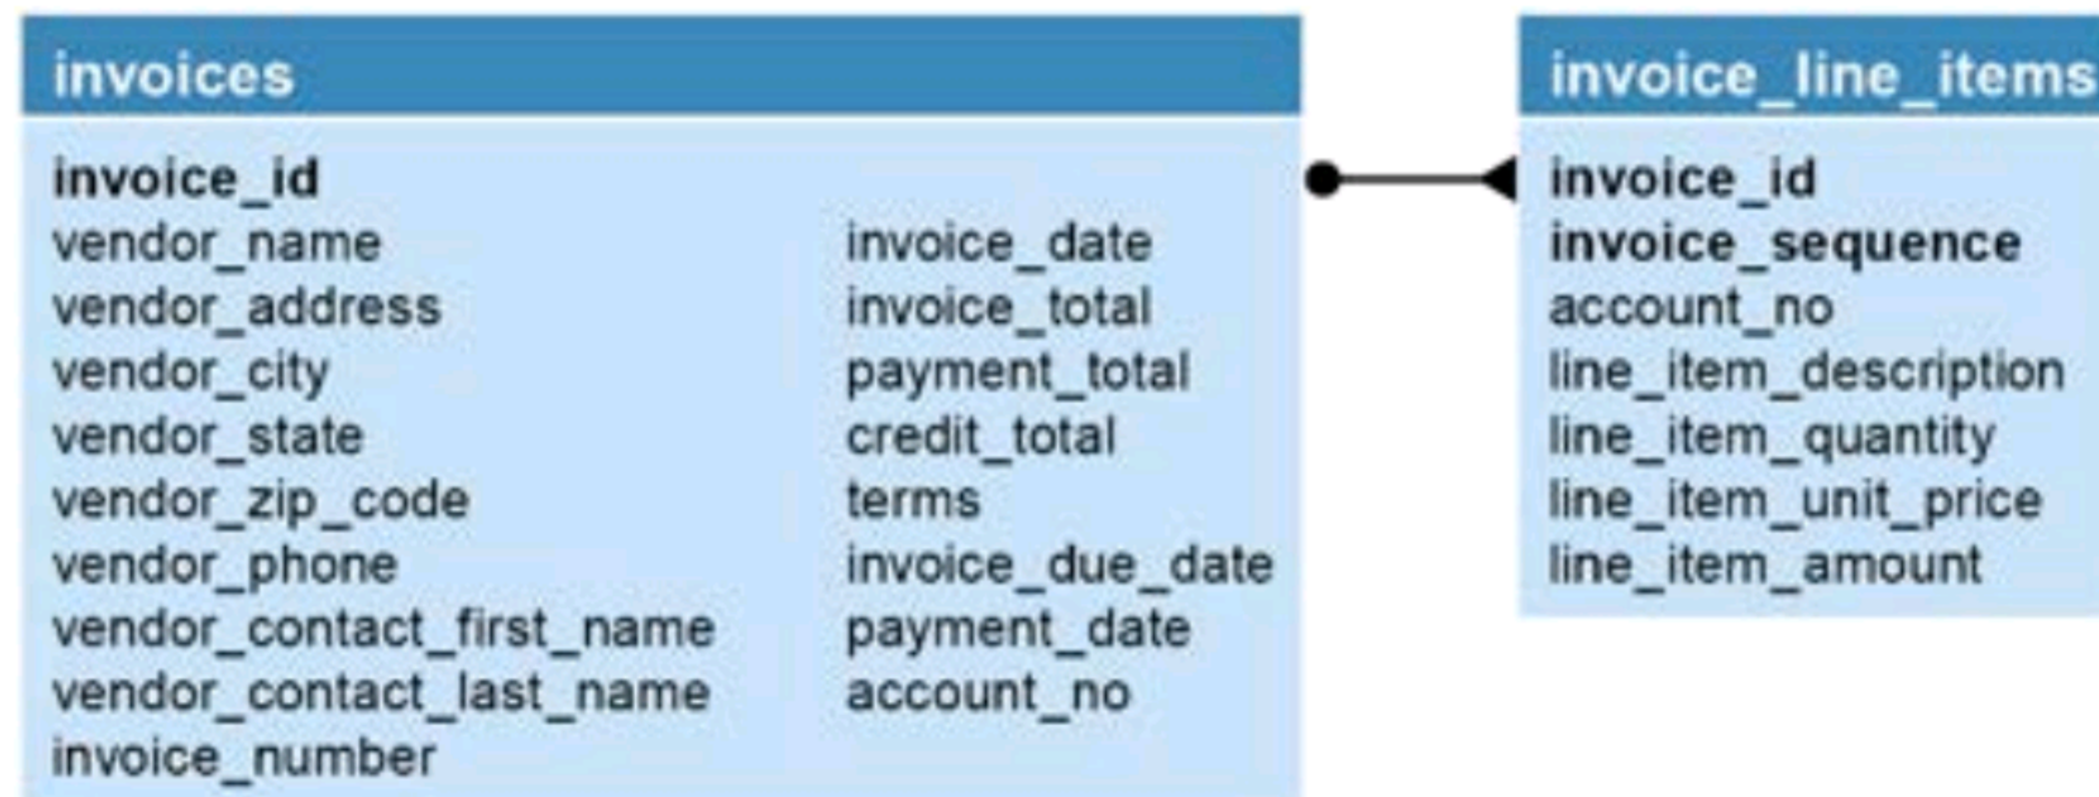 invoices
invoice_id
vendor_name
vendor_address
vendor_city
vendor_state
vendor_zip_code
vendor_phone
vendor_contact_first_name
vendor_contact_last_name
invoice_number
invoice_date
invoice_total
payment_total
credit_total
terms
invoice_due_date
payment_date
account_no
invoice_line_items
invoice_id
invoice_sequence
account_no
line_item_description
line_item_quantity
line_item_unit_price
line_item_amount